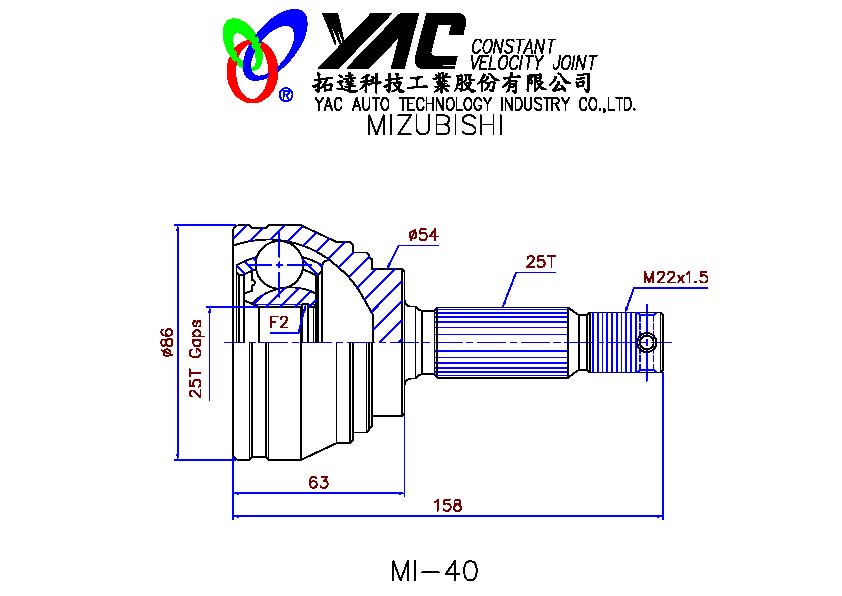 YAC CONSTANT
VELOCITY JOINT
拓達科技工業股份有限公司
®
YAC AUTO TECHNOLOGY INDUSTRY CO.,LTD.
MIZUBISHI
ø54
25T
M22x1.5
F2
ø86
25T Gaps
63
158
MI-40